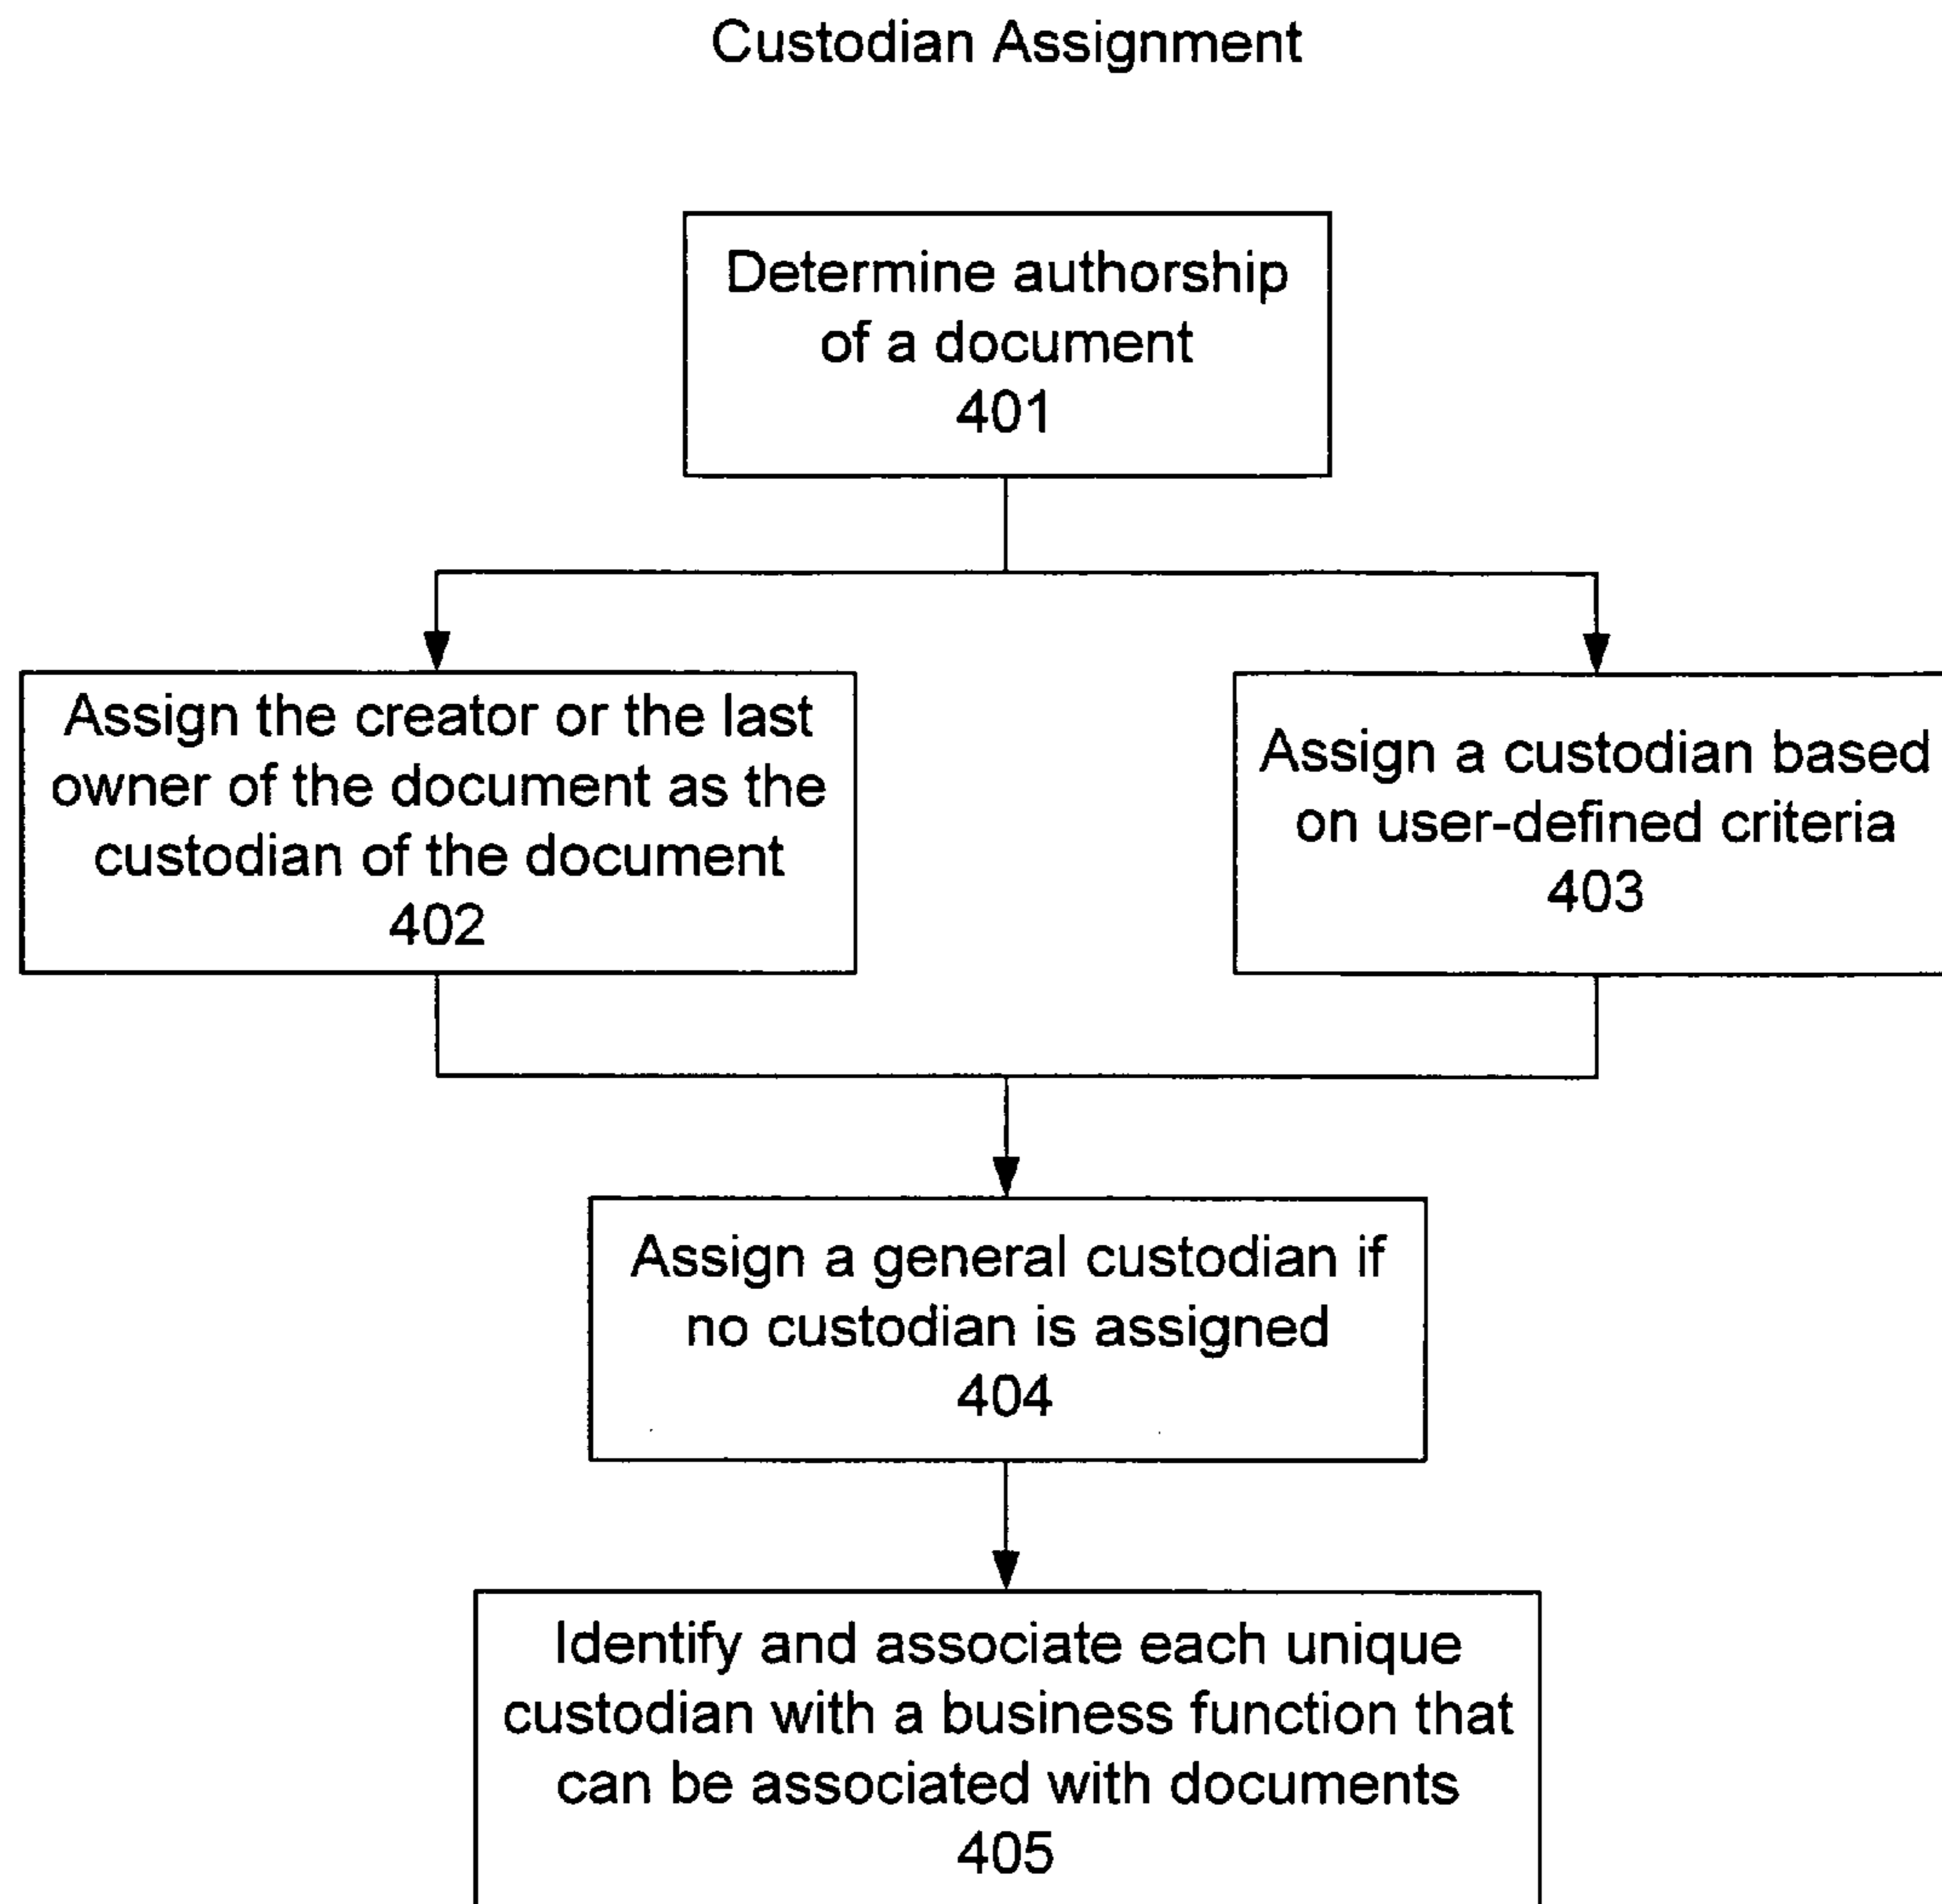 Custodian Assignment
Determine authorship
of a document
401
Assign the creator or the last
owner of the document as the
custodian of the document
402
Assign a custodian based
on user-defined criteria
403
Assign a general custodian if
no custodian is assigned
404
Identify and associate each unique
custodian with a business function that
can be associated with documents
405